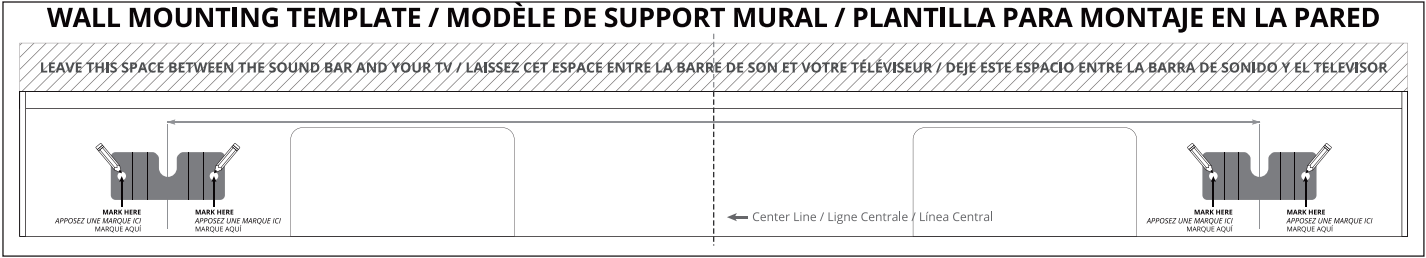 WALL MOUNTING TEMPLATE / MODÈLE DE SUPPORT MURAL / PLANTILLA PARA MONTAJE EN LA PARED
LEAVE THIS SPACE BETWEEN THE SOUND BAR AND YOUR TV / LAISSEZ CET ESPACE ENTRE LA BARRE DE SON ET VOTRE TÉLÉVISEUR / DEJE ESTE ESPACIO ENTRE LA BARRA DE SONIDO Y EL TELEVISOR
MARK HERE
APPOSEZ UNE MARQUE ICI
MARQUE AQUÍ
MARK HERE
APPOSEZ UNE MARQUE ICI
MARQUE AQUÍ
Center Line / Ligne Centrale / Línea Central
MARK HERE
APPOSEZ UNE MARQUE ICI
MARQUE AQUÍ
MARK HERE
APPOSEZ UNE MARQUE ICI
MARQUE AQUÍ